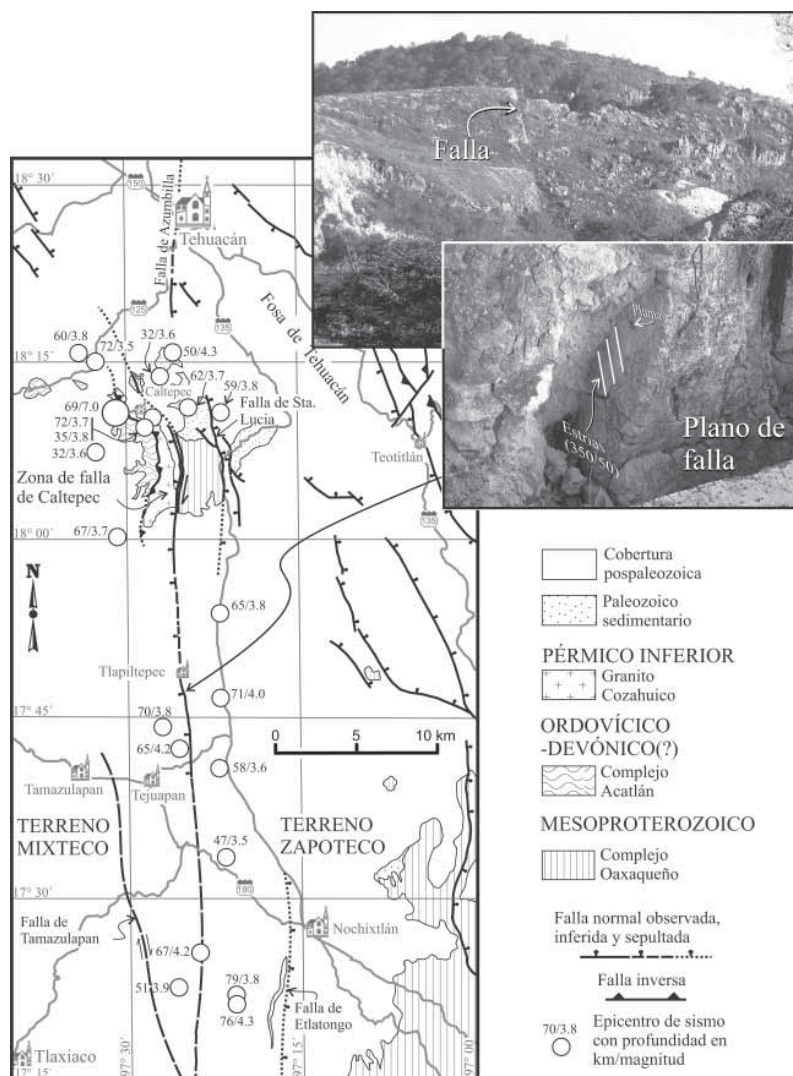 Falla
Plano
Estrías
(350/50)
Plano de
falla
18° 30´
150
Tehuacán
Falla de Azumbilla
Fosa de Tehuacán
125
135
60/3.8
72/3.5
32/3.6
50/4.3
18° 15´
Caltepec
62/3.7
59/3.8
69/7.0
72/3.7
35/3.8
32/3.6
Falla de Sta.
Lucia
Teotitlán
Zona de falla
de Caltepec
67/3.7
18° 00´
135
N
65/3.8
Tlapiltepec
71/4.0
17° 45´
70/3.8
65/4.2
58/3.6
0 5 10 km
Tamazulapan
Tejuapan
TERRENO
MIXTECO
TERRENO
ZAPOTECO
47/3.5
17° 30´
190
Nochixtlán
Falla de
Tamazulapan
67/4.2
51/3.9
79/3.8
76/4.3
Falla de
Etlatongo
Tlaxiaco
17° 15´
97° 30´
97° 15´
97° 00´
Cobertura
pospaleozoica
Paleozoico
sedimentario
PÉRMICO INFERIOR
Granito
Cozahuico
ORDOVÍCICO
-DEVÓNICO(?)
Complejo
Acatlán
MESOPROTEROZOICO
Complejo
Oaxaqueño
Falla normal observada,
inferida y sepultada
Falla inversa
70/3.8
Epicentro de sismo
con profundidad en
km/magnitud